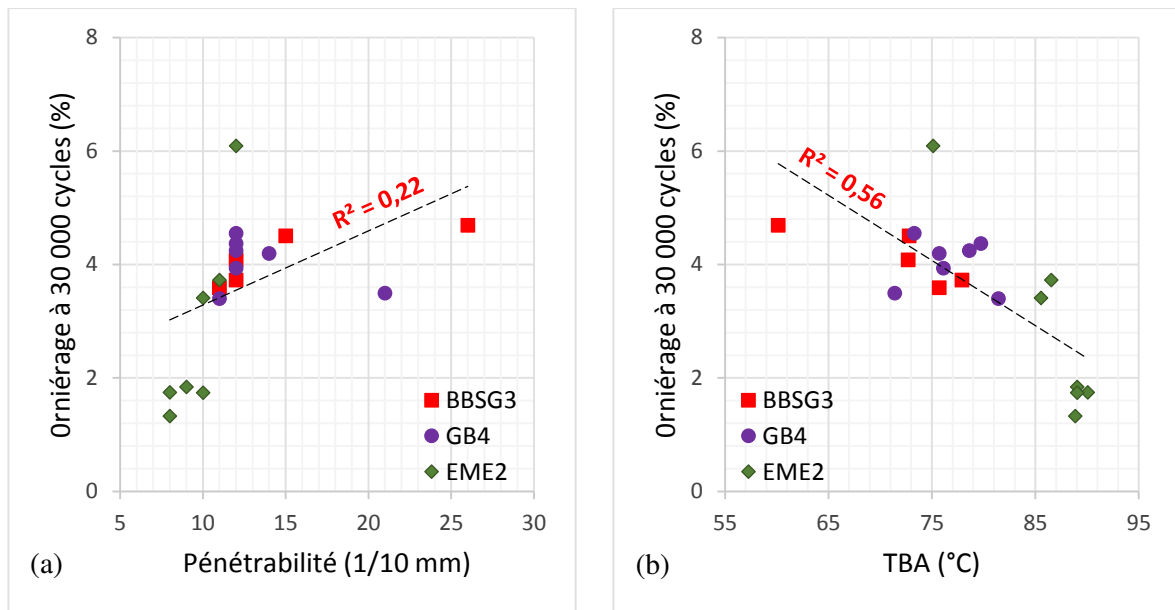 8
6
4
2
0
0rniérage à 30 000 cycles (%)
R² = 0,22
BBSG3
GB4
EME2
5 10 15 20 25 30
(a) Pénétrabilité (1/10 mm)
8
6
4
2
0
0rniérage à 30 000 cycles (%)
R² = 0,56
BBSG3
GB4
EME2
55 65 75 85 95
(b) TBA (°C)